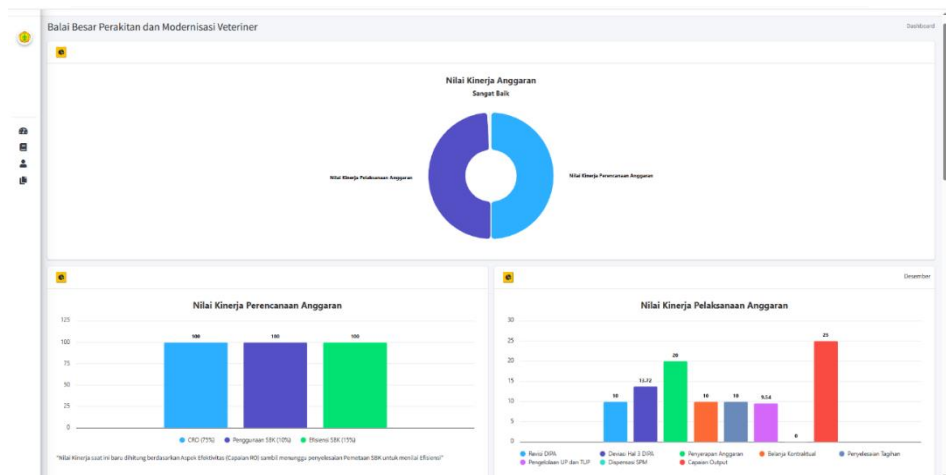 Balai Besar Perakitan dan Modernisasi Veteriner
Dashboard
Nilai Kinerja Anggaran
Sangat Baik
Nilai Kinerja Pelaksanaan Anggaran
Nilai Kinerja Perencanaan Anggaran
Nilai Kinerja Perencanaan Anggaran
125
100
75
50
25
0
100
100
100
CRO (75%)
Penggunaan SBK (10%)
Efisiensi SBK (15%)
"Nilai Kinerja saat ini baru dihitung berdasarkan Aspek Efektivitas (Capaian RO) sambil menunggu penyelesaian Pemetaan SBK untuk menilai Efisiensi"
Desember
Nilai Kinerja Pelaksanaan Anggaran
30
25
20
15
10
5
0
10
13.72
20
10
10
9.54
0
25
Revisi DIPA
Deviasi Hal 3 DIPA
Penyerapan Anggaran
Belanja Kontraktual
Penyelesaian Tagihan
Pengelolaan UP dan TUP
Dispensasi SPM
Capaian Output